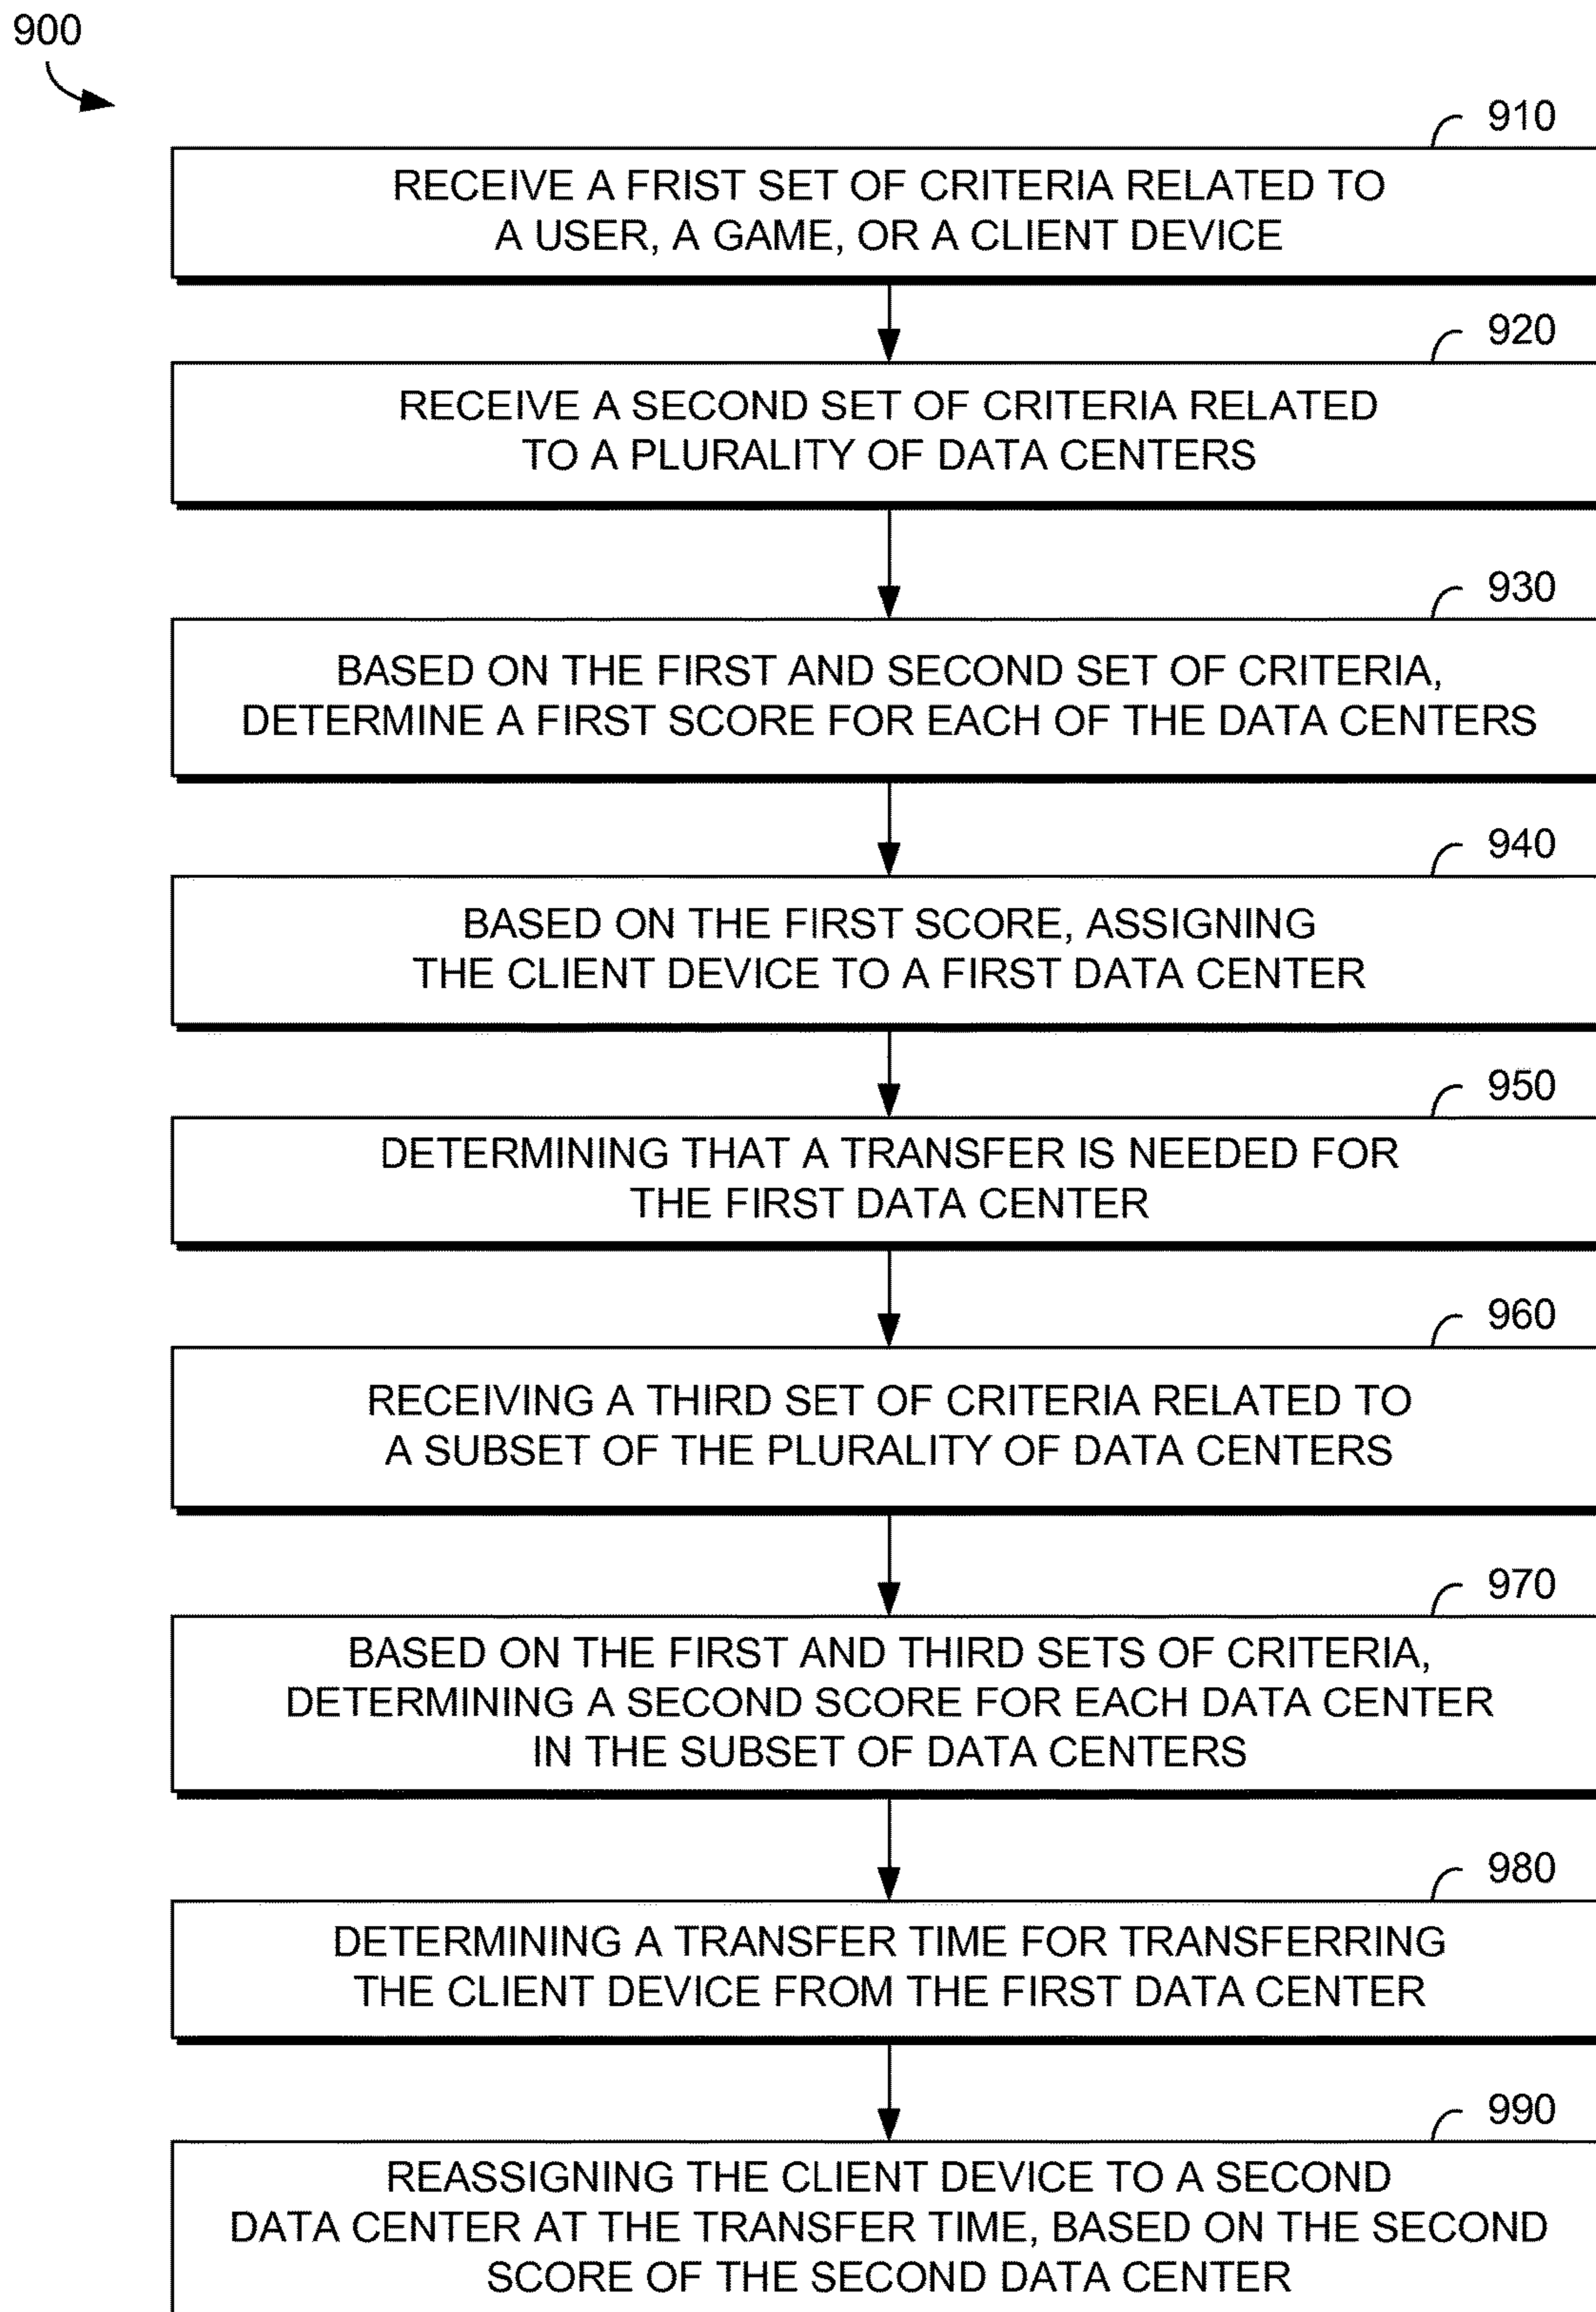 900
910
RECEIVE A FRIST SET OF CRITERIA RELATED TO
A USER, A GAME, OR A CLIENT DEVICE
920
RECEIVE A SECOND SET OF CRITERIA RELATED
TO A PLURALITY OF DATA CENTERS
930
BASED ON THE FIRST AND SECOND SET OF CRITERIA,
DETERMINE A FIRST SCORE FOR EACH OF THE DATA CENTERS
940
BASED ON THE FIRST SCORE, ASSIGNING
THE CLIENT DEVICE TO A FIRST DATA CENTER
950
DETERMINING THAT A TRANSFER IS NEEDED FOR
THE FIRST DATA CENTER
960
RECEIVING A THIRD SET OF CRITERIA RELATED TO
A SUBSET OF THE PLURALITY OF DATA CENTERS
970
BASED ON THE FIRST AND THIRD SETS OF CRITERIA,
DETERMINING A SECOND SCORE FOR EACH DATA CENTER
IN THE SUBSET OF DATA CENTERS
980
DETERMINING A TRANSFER TIME FOR TRANSFERRING
THE CLIENT DEVICE FROM THE FIRST DATA CENTER
990
REASSIGNING THE CLIENT DEVICE TO A SECOND
DATA CENTER AT THE TRANSFER TIME, BASED ON THE SECOND
SCORE OF THE SECOND DATA CENTER